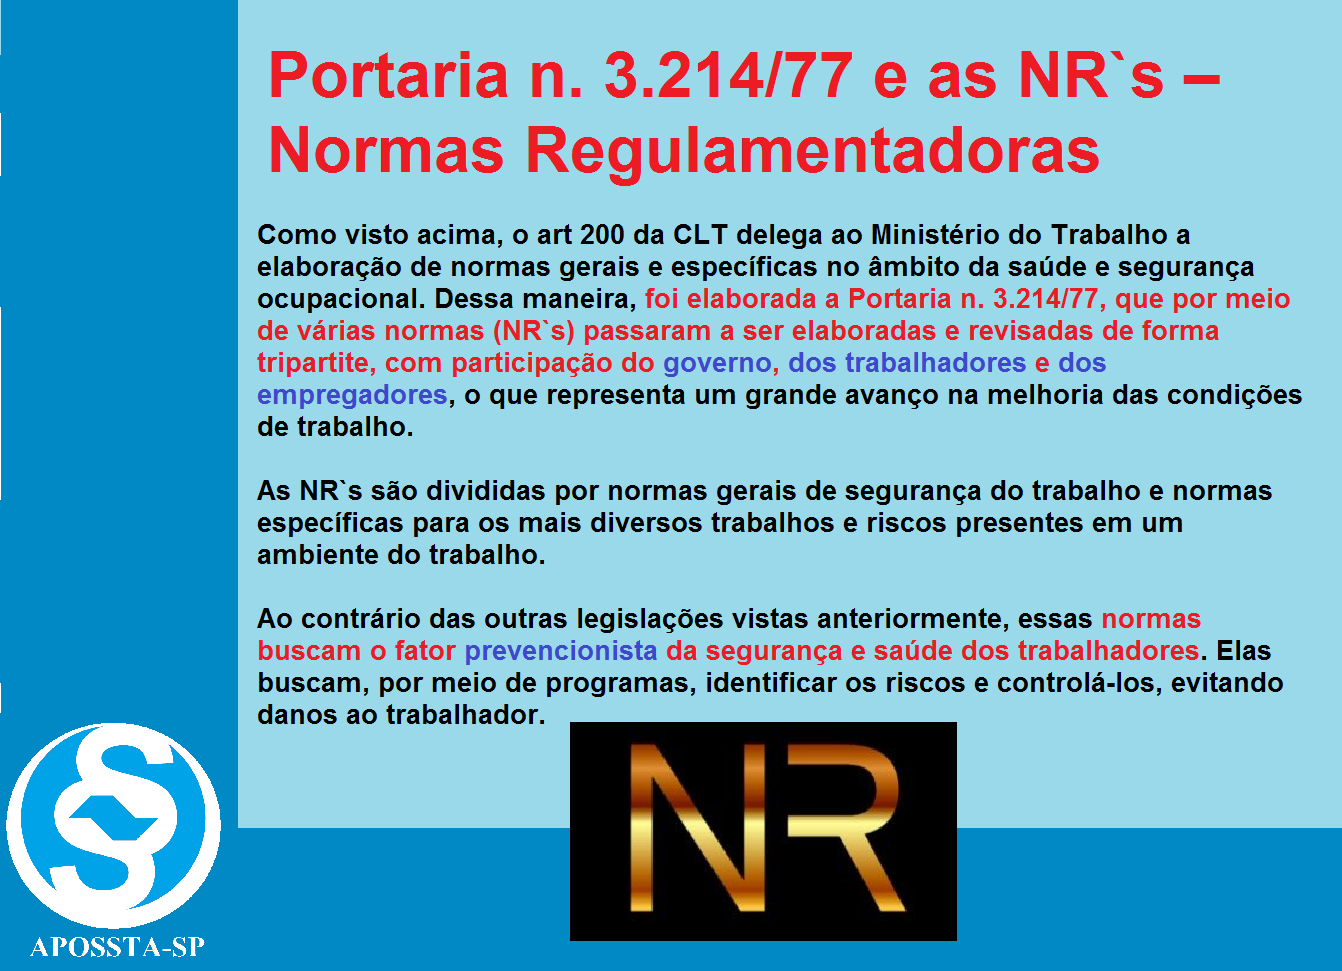 Portaria n. 3.214/77 e as NR`s –
Normas Regulamentadoras
Como visto acima, o art 200 da CLT delega ao Ministério do Trabalho a
elaboração de normas gerais e específicas no âmbito da saúde e segurança
ocupacional. Dessa maneira, foi elaborada a Portaria n. 3.214/77, que por meio
de várias normas (NR`s) passaram a ser elaboradas e revisadas de forma
tripartite, com participação do governo, dos trabalhadores e dos
empregadores, o que representa um grande avanço na melhoria das condições
de trabalho.
As NR`s são divididas por normas gerais de segurança do trabalho e normas
específicas para os mais diversos trabalhos e riscos presentes em um
ambiente do trabalho.
Ao contrário das outras legislações vistas anteriormente, essas normas
buscam o fator prevencionista da segurança e saúde dos trabalhadores. Elas
buscam, por meio de programas, identificar os riscos e controlá-los, evitando
danos ao trabalhador.
NR
APOSSTA-SP